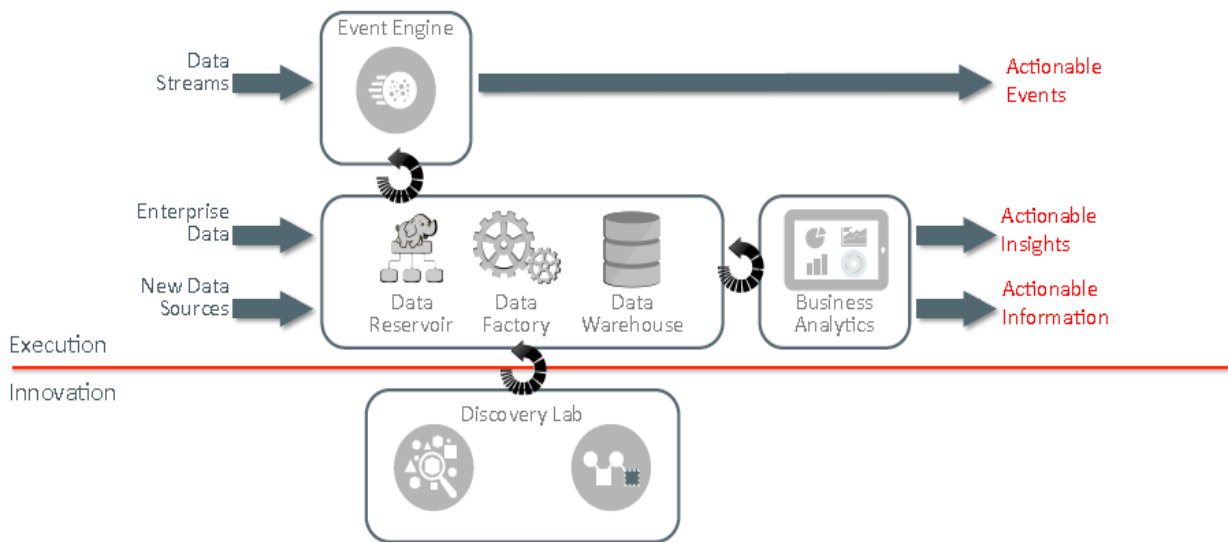 Event Engine
Data
Streams
Actionable
Events
Enterprise
Data
Actionable
Insights
New Data
Sources
Data
Reservoir
Data
Factory
Data
Warehouse
Business
Analytics
Actionable
Information
Execution
Innovation
Discovery Lab